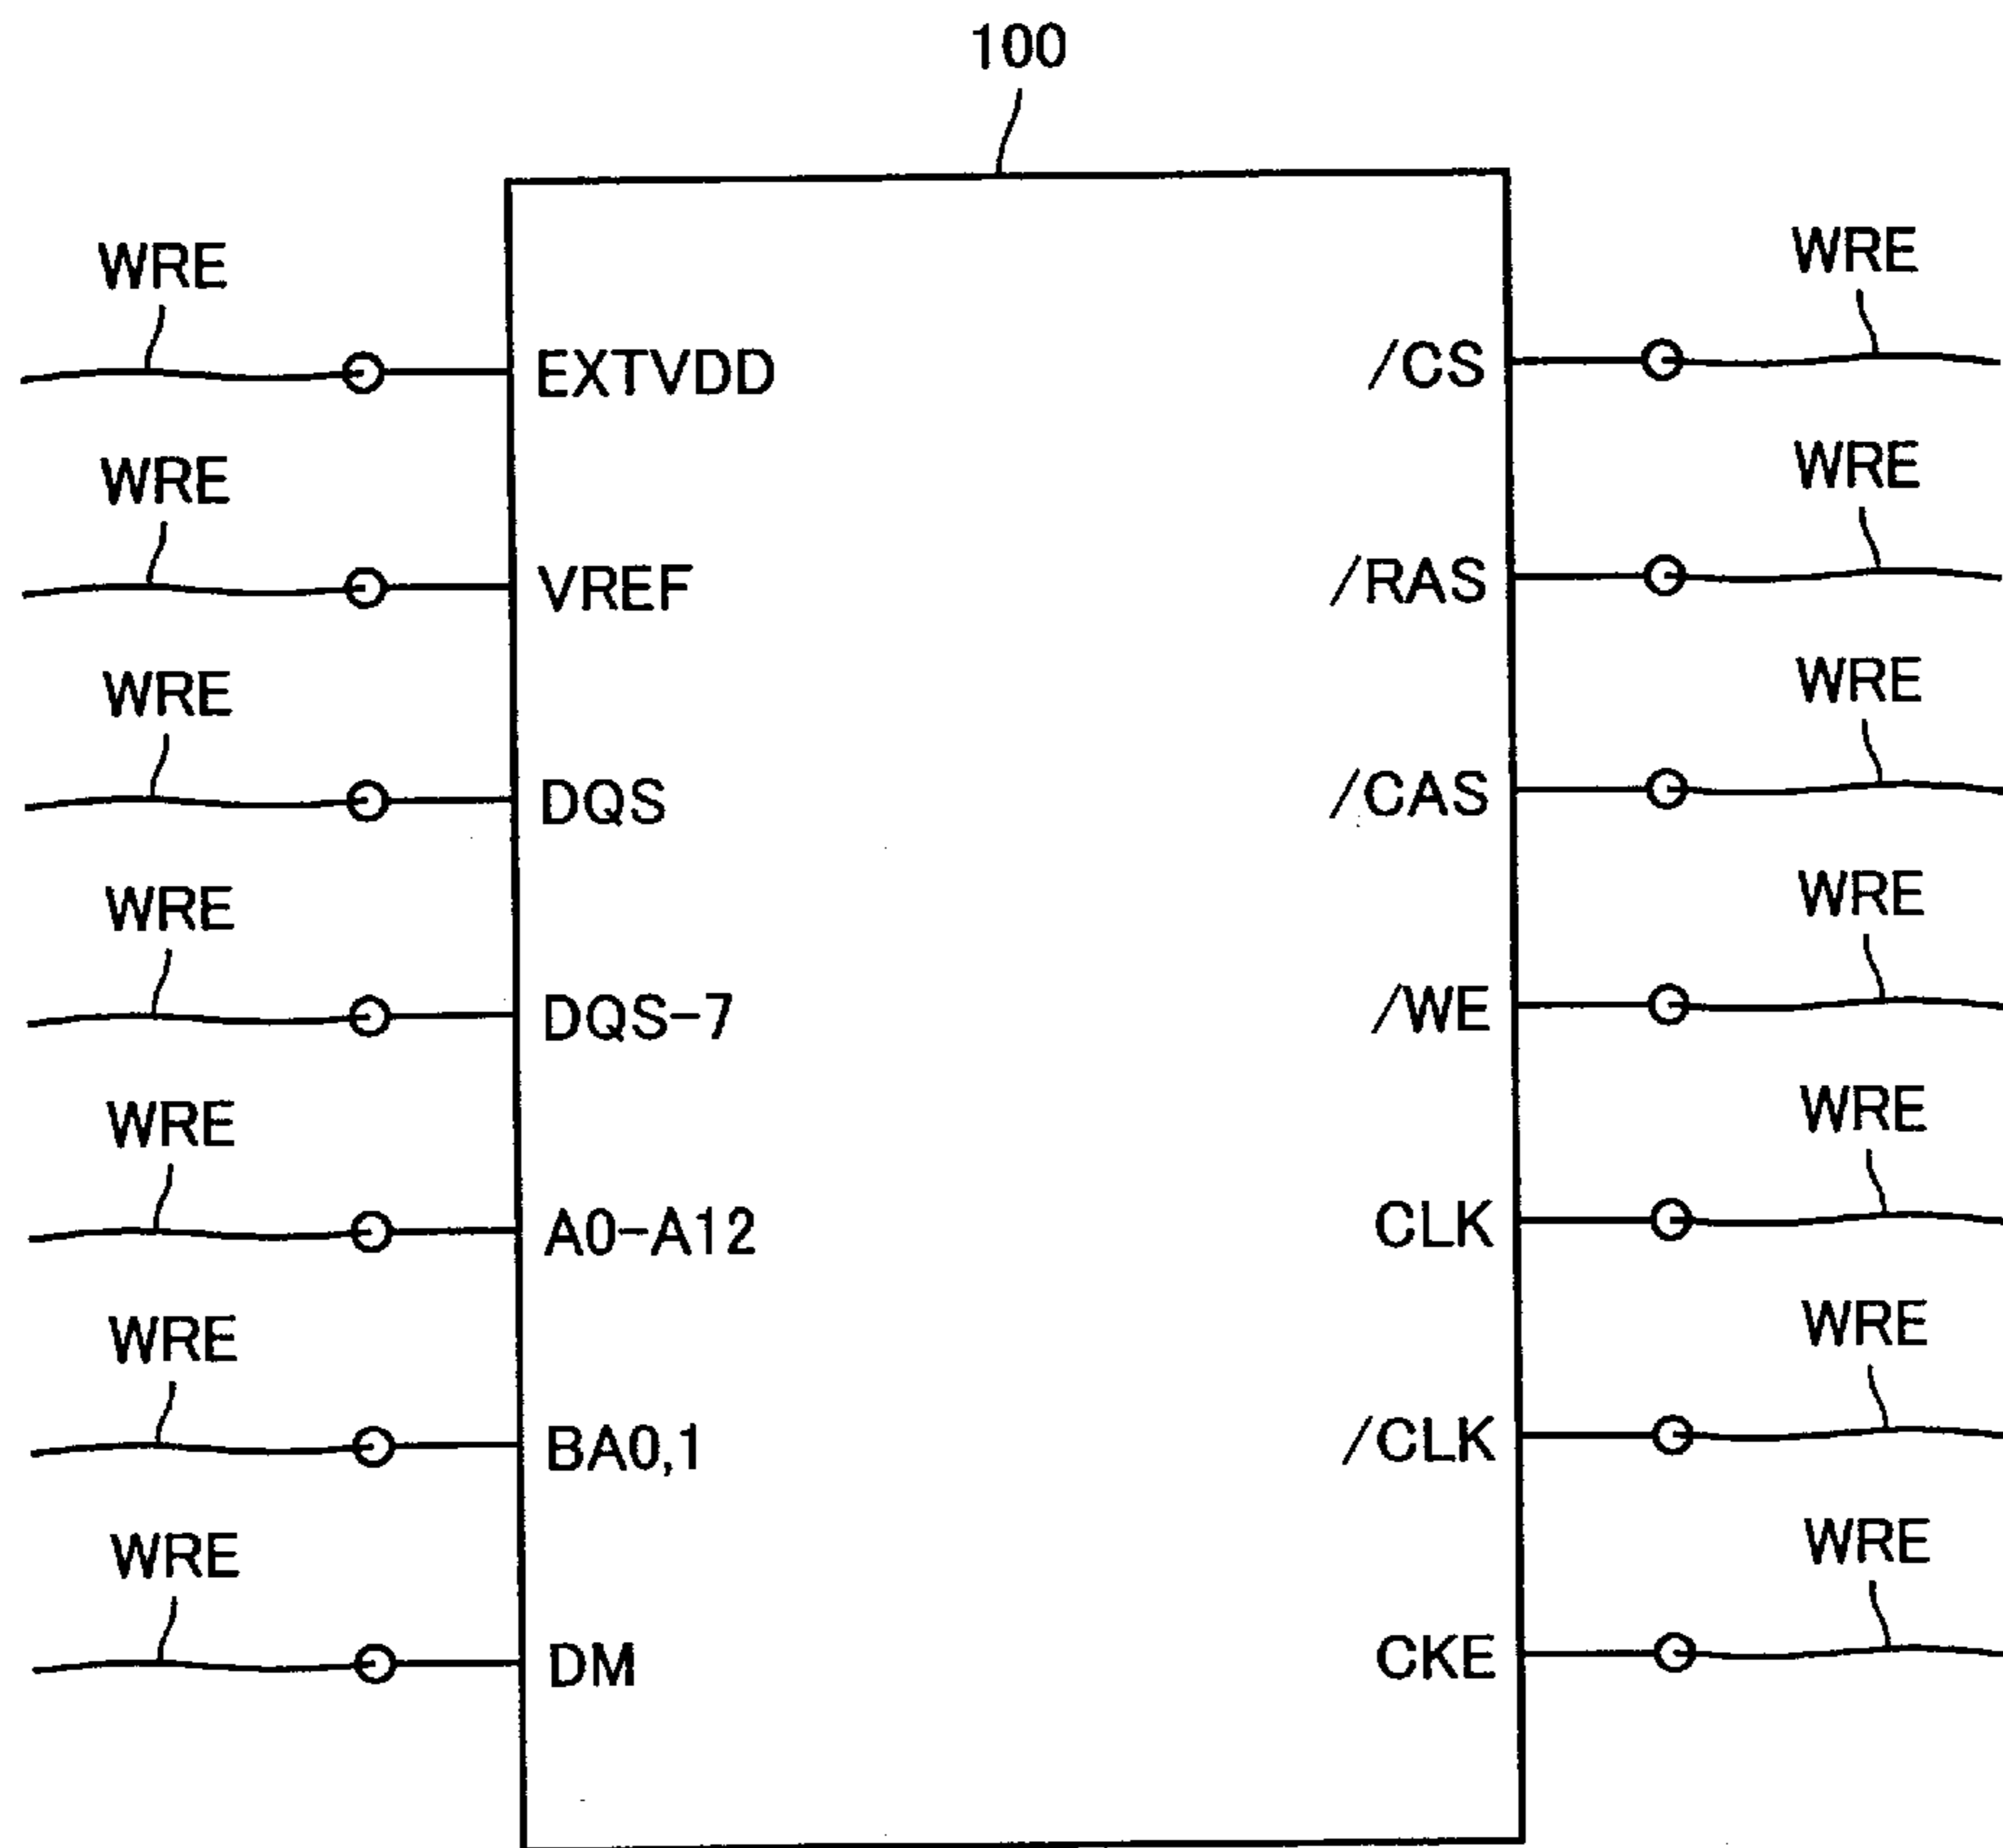 100
WRE
WRE
EXTVDD
/CS
WRE
WRE
VREF
/RAS
WRE
WRE
DQS
/CAS
WRE
WRE
DQS-7
/WE
WRE
WRE
A0-A12
CLK
WRE
WRE
BA0,1
/CLK
WRE
WRE
DM
CKE